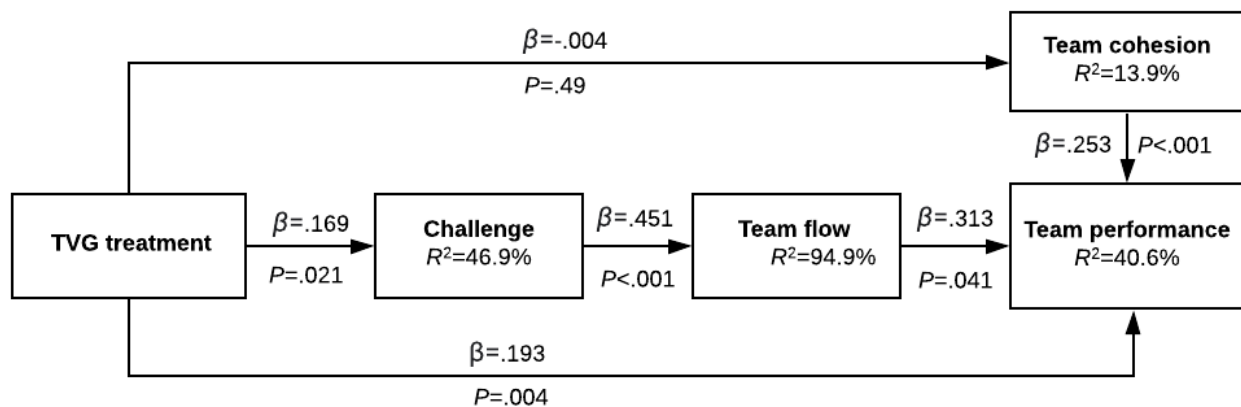 β=-.004
P=.49
Team cohesion
R²=13.9%
β=.253
P<.001
TVG treatment
β=.169
P=.021
Challenge
R²=46.9%
β=.451
P<.001
Team flow
R²=94.9%
β=.313
P=.041
Team performance
R²=40.6%
β=.193
P=.004